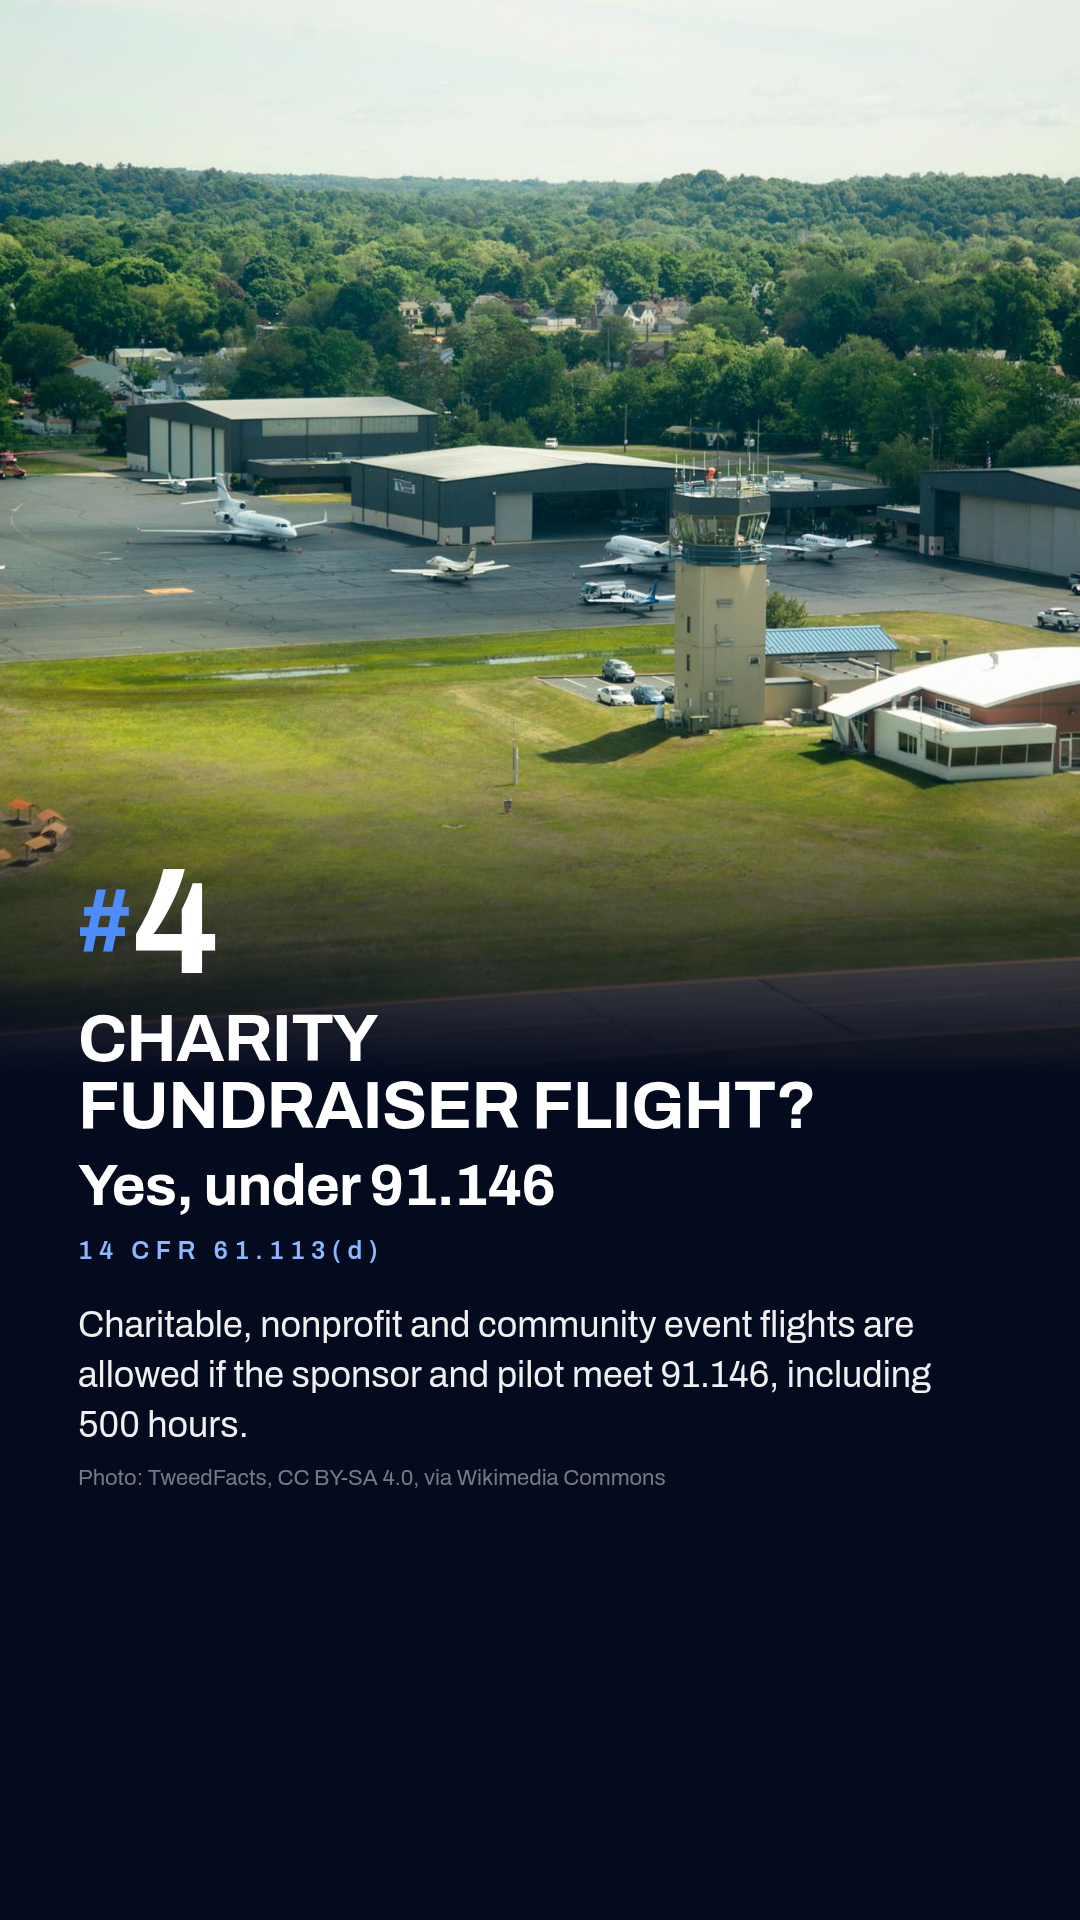 #4
CHARITY
FUNDRAISER FLIGHT?
Yes, under 91.146
14 CFR 61.113(d)
Charitable, nonprofit and community event flights are
allowed if the sponsor and pilot meet 91.146, including
500 hours.
Photo: TweedFacts, CC BY-SA 4.0, via Wikimedia Commons